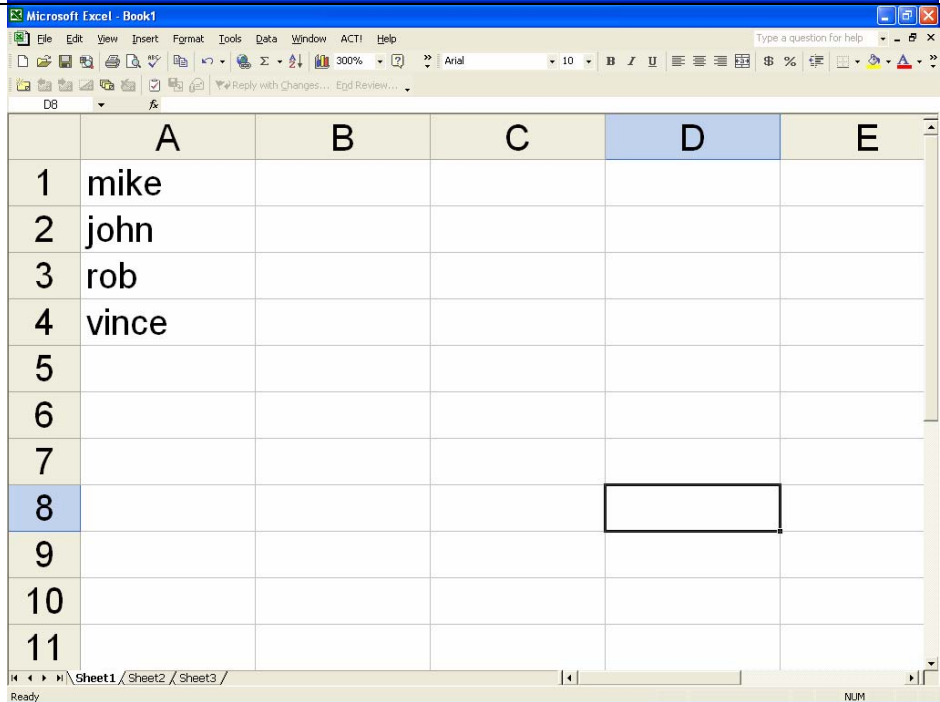 Microsoft Excel - Book1
File Edit View Insert Format Tools Data Window ACT! Help Type a question for help
300% Arial 10 B I U $ %
Reply with Changes... End Review...
D8 fx
A B C D E
1 mike
2 john
3 rob
4 vince
5
6
7
8
9
10
11
Sheet1 Sheet2 Sheet3
Ready NUM